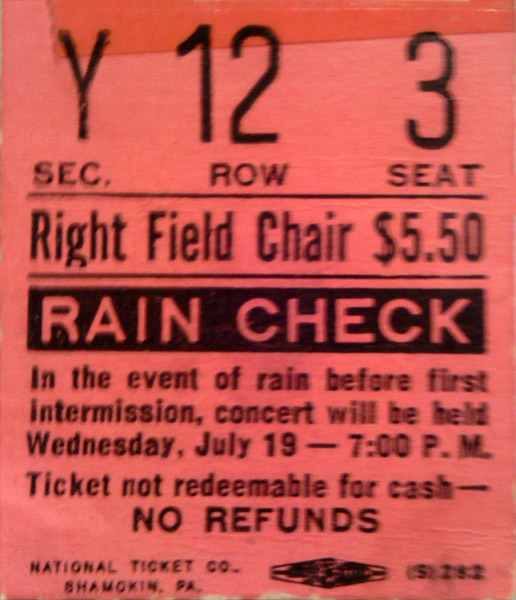 Y 12 3
SEC. ROW SEAT
Right Field Chair $5.50
RAIN CHECK
In the event of rain before first
intermission, concert will be held
Wednesday, July 19 — 7:00 P.M.
Ticket not redeemable for cash—
NO REFUNDS
NATIONAL TICKET CO.
SHAMOKIN, PA.
(S)282